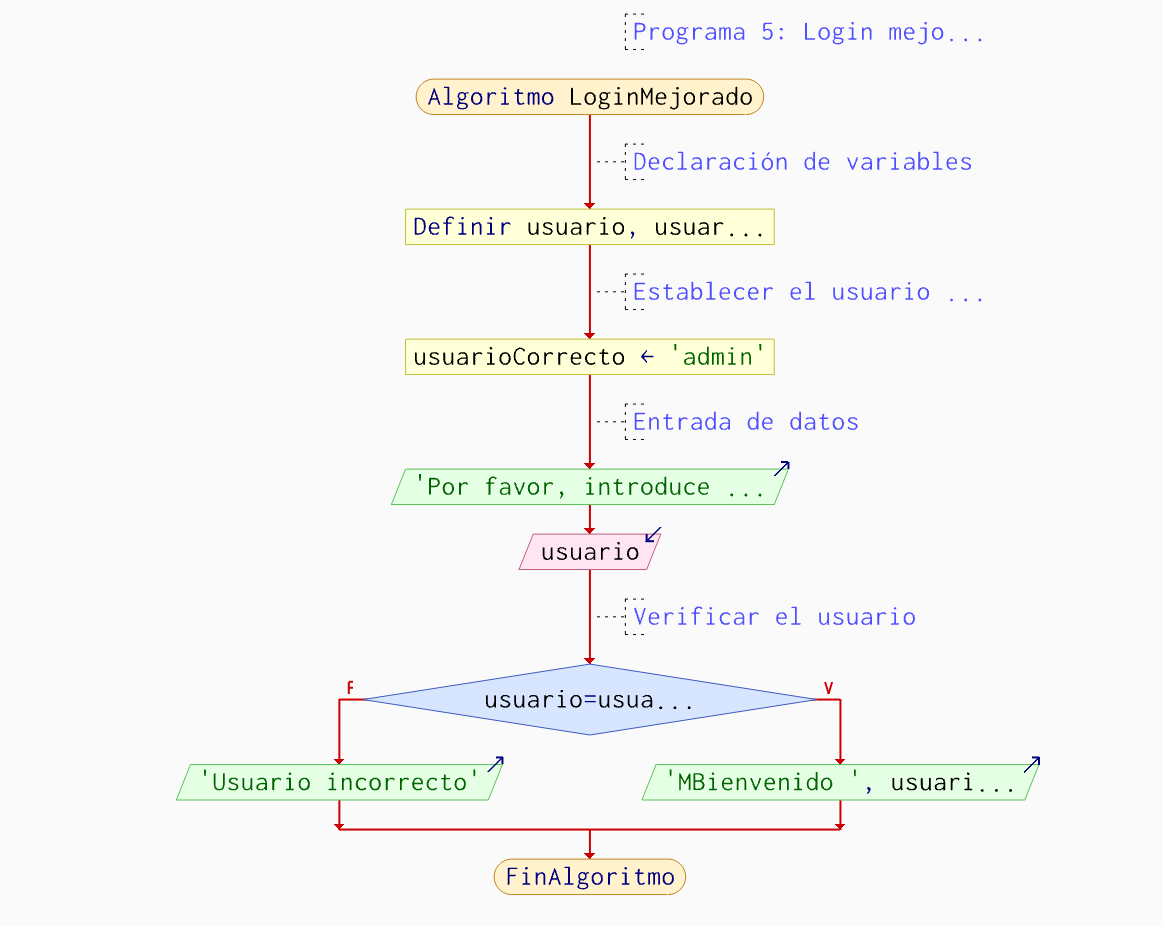 Programa 5: Login mejo...
Algoritmo LoginMejorado
Declaración de variables
Definir usuario, usuar...
Establecer el usuario ...
usuarioCorrecto ← 'admin'
Entrada de datos
'Por favor, introduce ...
usuario
Verificar el usuario
F
usuario=usua...
V
'Usuario incorrecto'
'MBienvenido ', usuari...
FinAlgoritmo